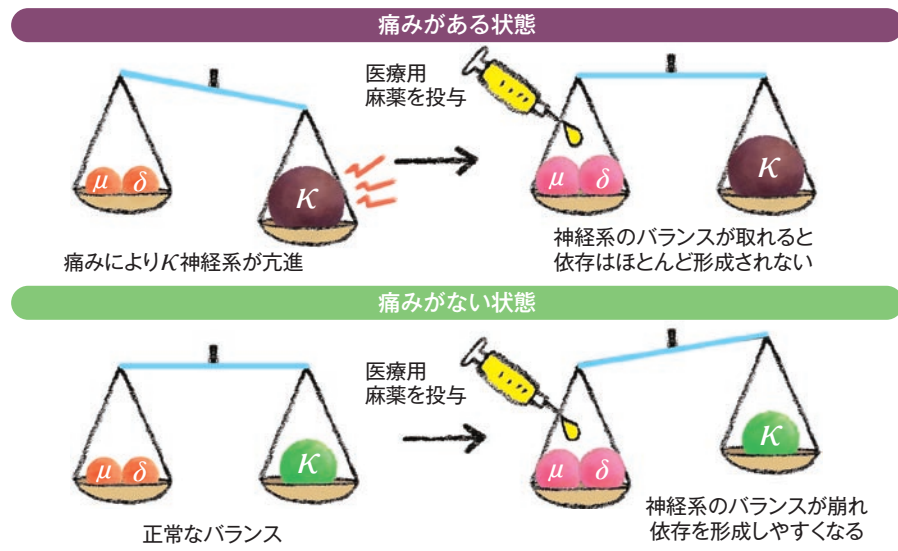 痛みがある状態
医療用
麻薬を投与
μ δ
κ
μ δ
κ
痛みによりκ神経系が亢進
神経系のバランスが取れると
依存はほとんど形成されない
痛みがない状態
医療用
麻薬を投与
μ δ
κ
μ δ
κ
正常なバランス
神経系のバランスが崩れ
依存を形成しやすくなる